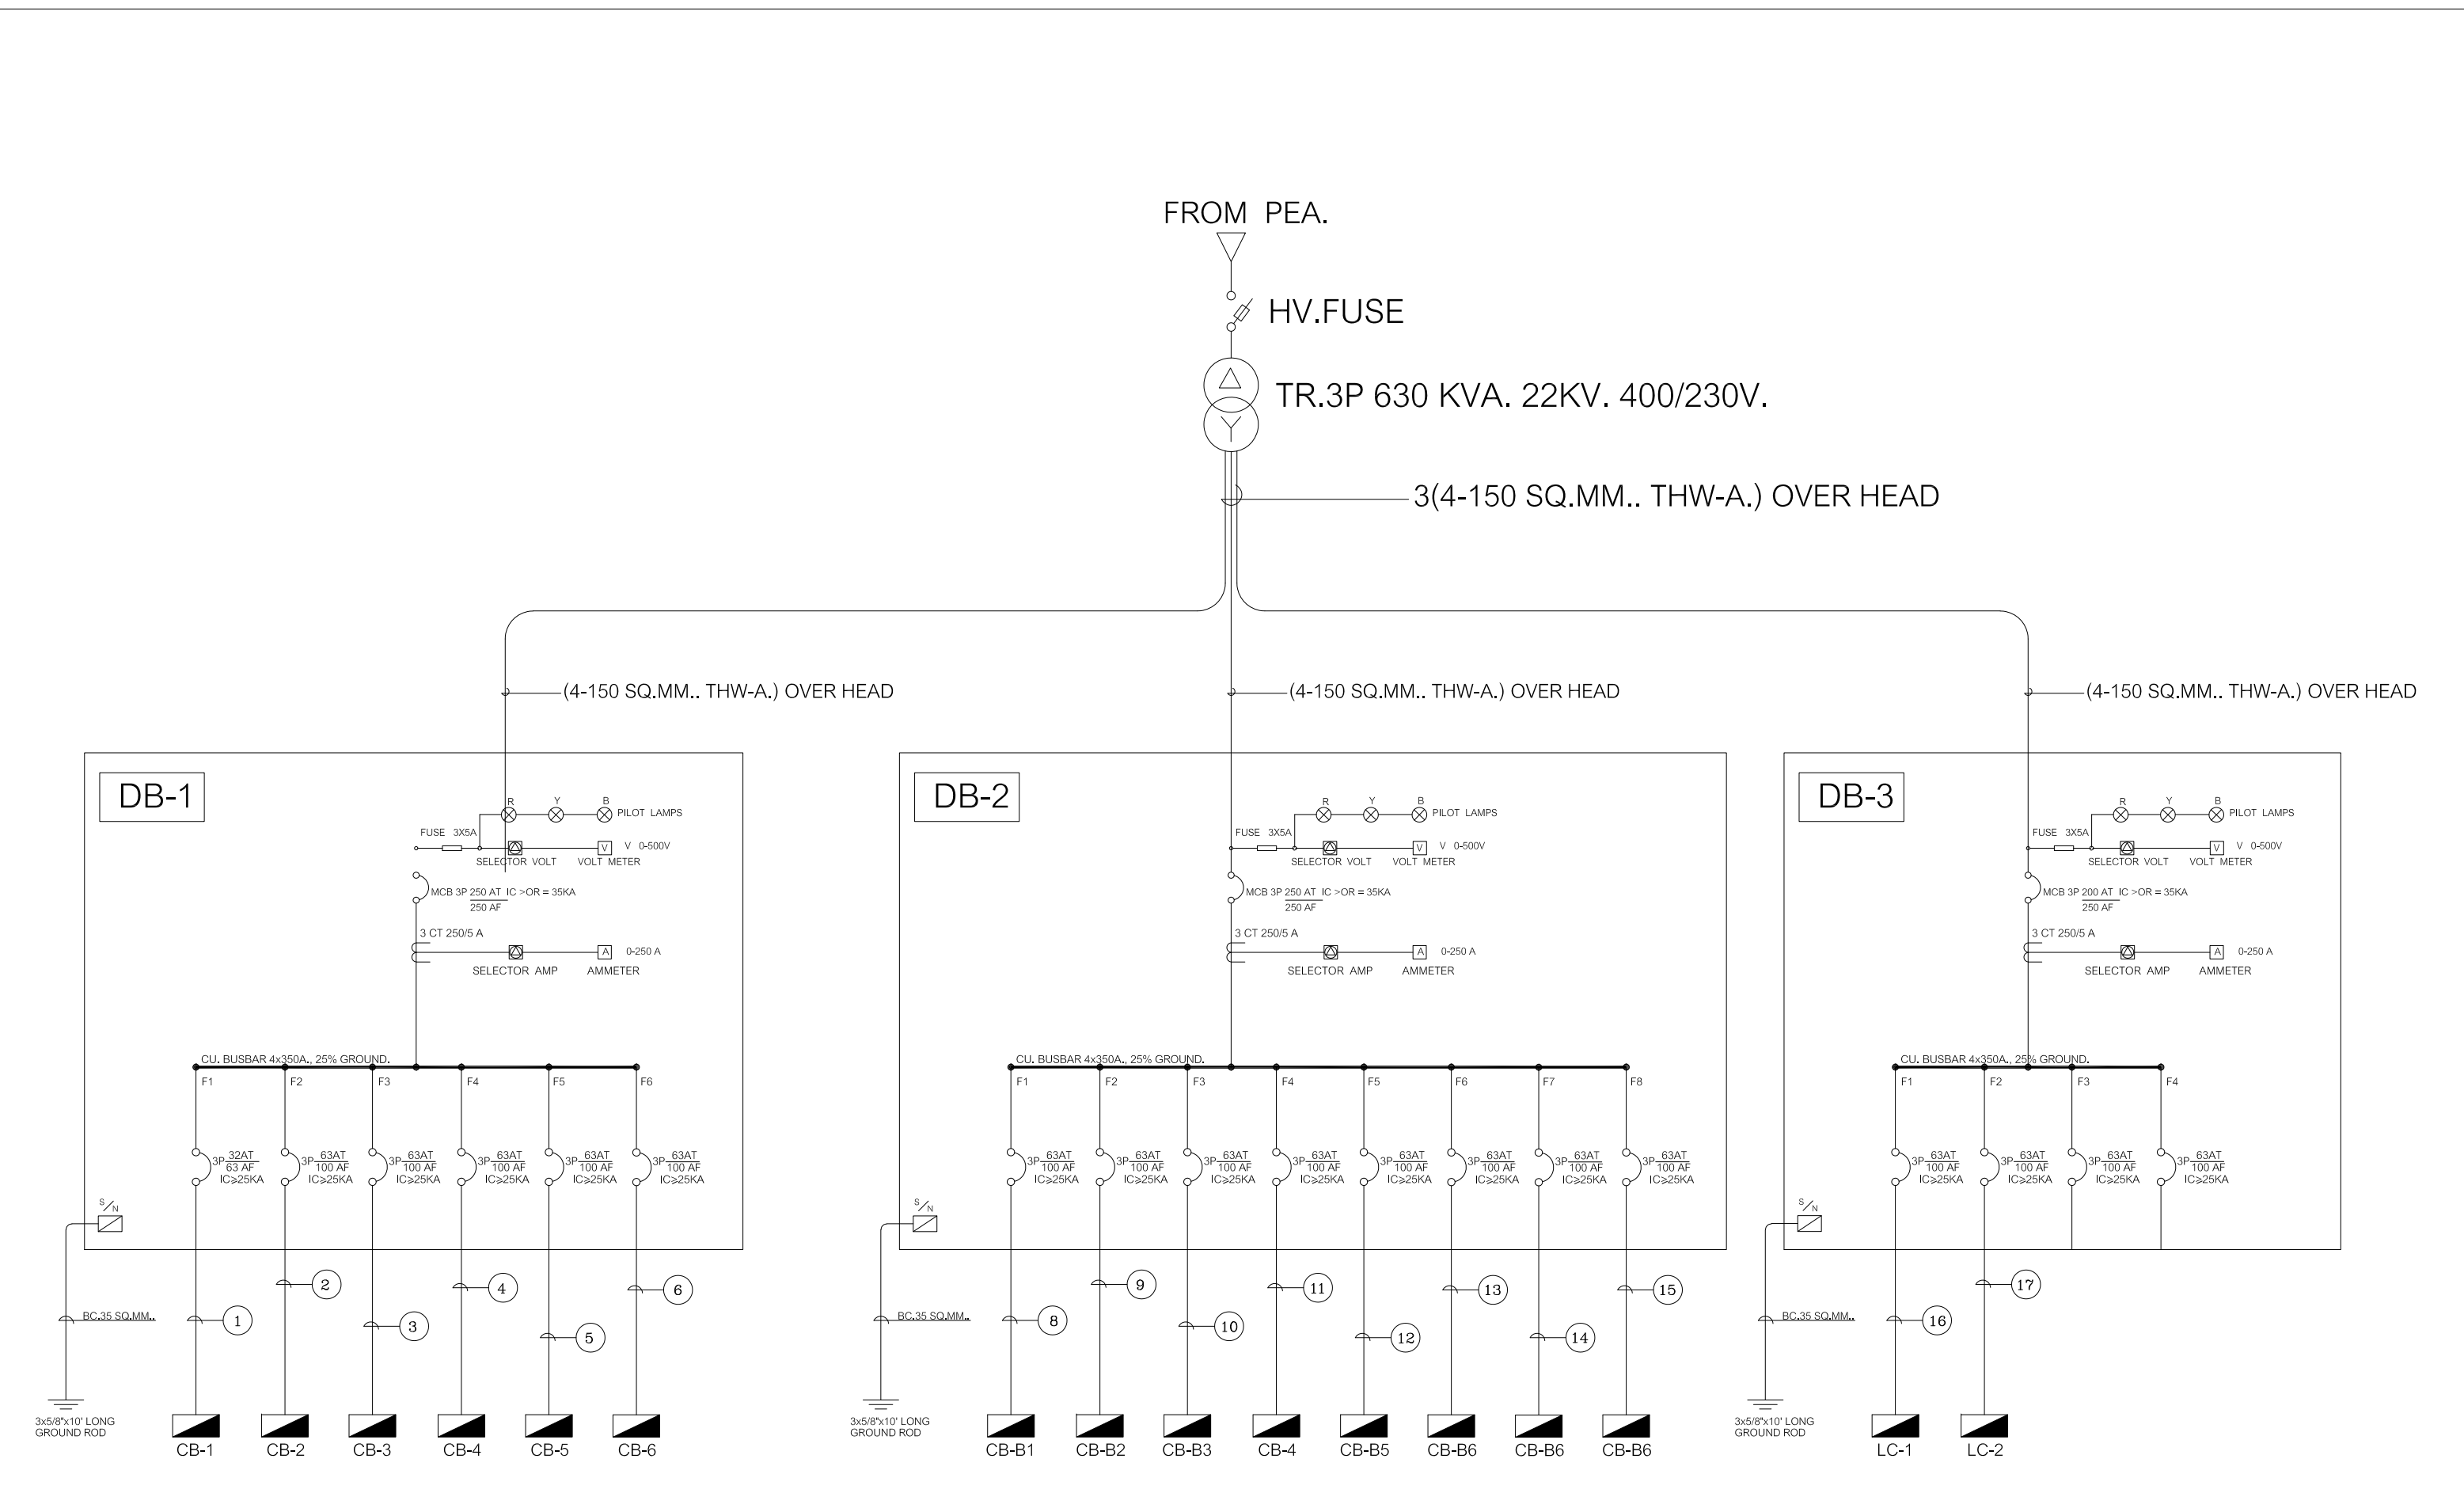 FROM PEA.
HV.FUSE
TR.3P 630 KVA. 22KV. 400/230V.
3(4-150 SQ.MM.. THW-A.) OVER HEAD
(4-150 SQ.MM.. THW-A.) OVER HEAD
(4-150 SQ.MM.. THW-A.) OVER HEAD
(4-150 SQ.MM.. THW-A.) OVER HEAD
DB-1
R Y B
PILOT LAMPS
FUSE 3X5A
V V 0-500V
SELECTOR VOLT VOLT METER
MCB 3P 250 AT IC >OR = 35KA
250 AF
3 CT 250/5 A
A 0-250 A
SELECTOR AMP AMMETER
CU. BUSBAR 4x350A., 25% GROUND.
F1 F2 F3 F4 F5 F6
3P 32AT 3P 63AT 3P 63AT 3P 63AT 3P 63AT 3P 63AT
63 AF 100 AF 100 AF 100 AF 100 AF 100 AF
IC≥25KA IC≥25KA IC≥25KA IC≥25KA IC≥25KA IC≥25KA
S/N
2 4 6
BC.35 SQ.MM..
1 3 5
3x5/8"x10' LONG
GROUND ROD
CB-1 CB-2 CB-3 CB-4 CB-5 CB-6
DB-2
R Y B
PILOT LAMPS
FUSE 3X5A
V V 0-500V
SELECTOR VOLT VOLT METER
MCB 3P 250 AT IC >OR = 35KA
250 AF
3 CT 250/5 A
A 0-250 A
SELECTOR AMP AMMETER
CU. BUSBAR 4x350A., 25% GROUND.
F1 F2 F3 F4 F5 F6 F7 F8
3P 63AT 3P 63AT 3P 63AT 3P 63AT 3P 63AT 3P 63AT 3P 63AT 3P 63AT
100 AF 100 AF 100 AF 100 AF 100 AF 100 AF 100 AF 100 AF
IC≥25KA IC≥25KA IC≥25KA IC≥25KA IC≥25KA IC≥25KA IC≥25KA IC≥25KA
S/N
9 11 13 15
BC.35 SQ.MM..
8 10 12 14
3x5/8"x10' LONG
GROUND ROD
CB-B1 CB-B2 CB-B3 CB-4 CB-B5 CB-B6 CB-B6 CB-B6
DB-3
R Y B
PILOT LAMPS
FUSE 3X5A
V V 0-500V
SELECTOR VOLT VOLT METER
MCB 3P 200 AT IC >OR = 35KA
250 AF
3 CT 250/5 A
A 0-250 A
SELECTOR AMP AMMETER
CU. BUSBAR 4x350A., 25% GROUND.
F1 F2 F3 F4
3P 63AT 3P 63AT 3P 63AT 3P 63AT
100 AF 100 AF 100 AF 100 AF
IC≥25KA IC≥25KA IC≥25KA IC≥25KA
S/N
17
BC.35 SQ.MM..
16
3x5/8"x10' LONG
GROUND ROD
LC-1 LC-2